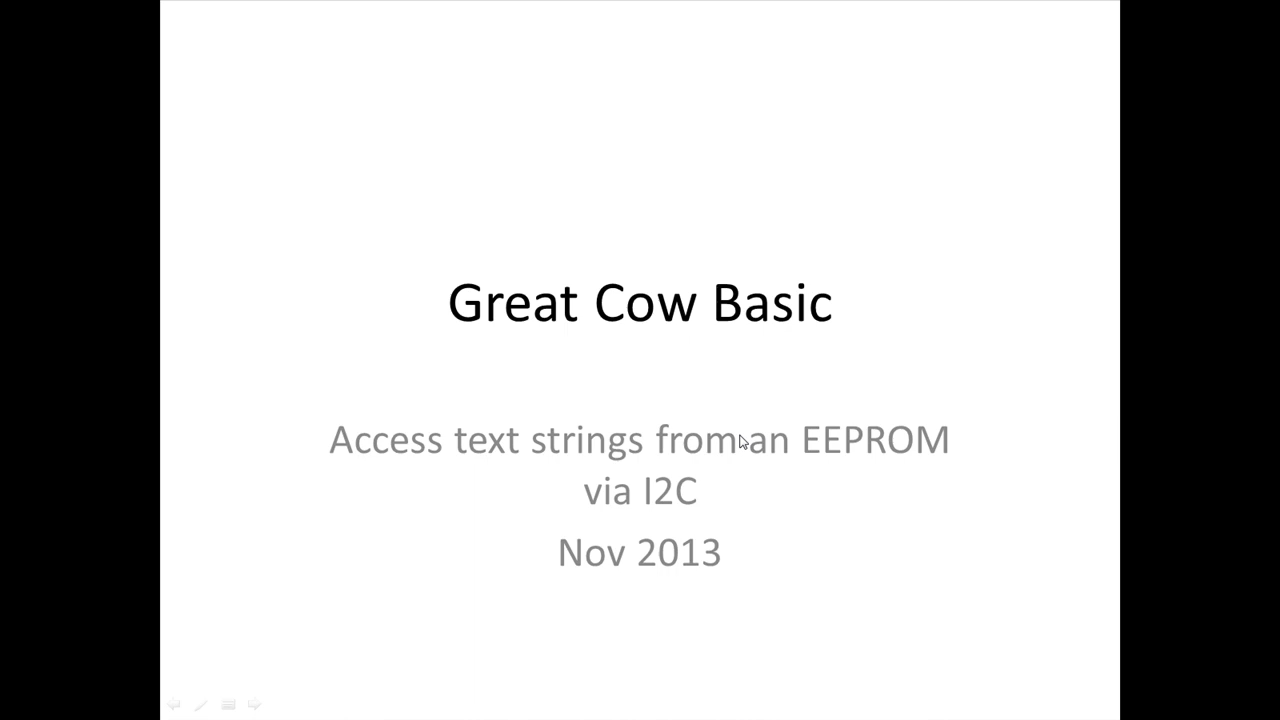 Great Cow Basic
Access text strings from an EEPROM
via I2C
Nov 2013